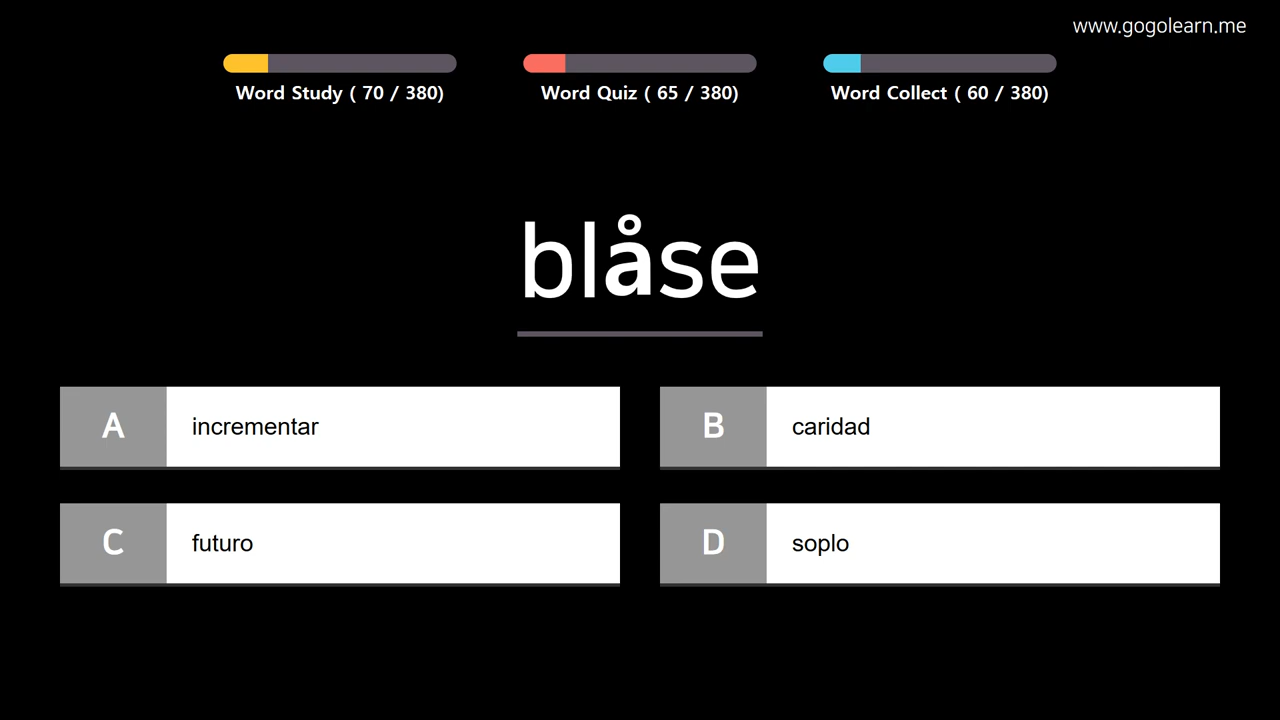 www.gogolearn.me
Word Study ( 70 / 380)
Word Quiz ( 65 / 380)
Word Collect ( 60 / 380)
blåse
A incrementar
B caridad
C futuro
D soplo